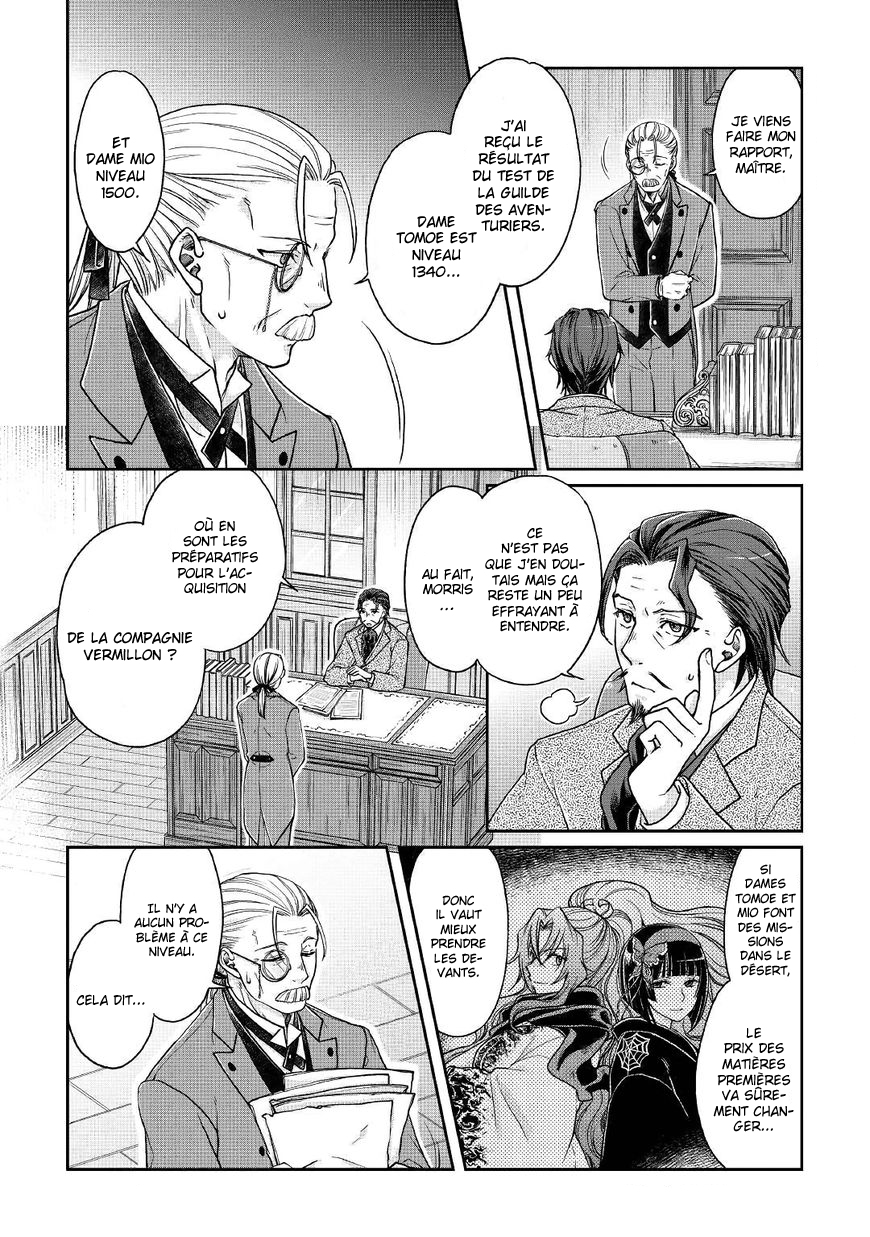 JE VIENS
FAIRE MON
RAPPORT,
MAÎTRE.
J'AI
REÇU LE
RÉSULTAT
DU TEST DE
LA GUILDE
DES AVEN-
TURIERS.
DAME
TOMOE EST
NIVEAU
1340...
ET
DAME MIO
NIVEAU
1500.
CE
N'EST PAS
QUE J'EN DOU-
TAIS MAIS ÇA
RESTE UN PEU
EFFRAYANT À
ENTENDRE.
AU FAIT,
MORRIS
...
OÙ EN
SONT LES
PRÉPARATIFS
POUR L'AC-
QUISITION
DE LA COMPAGNIE
VERMILLON ?
SI
DAMES
TOMOE ET
MIO FONT
DES MIS-
SIONS
DANS LE
DÉSERT,
LE
PRIX DES
MATIÈRES
PREMIÈRES
VA SÛRE-
MENT CHAN-
GER...
DONC
IL VAUT
MIEUX
PRENDRE
LES DE-
VANTS.
IL N'Y A
AUCUN PRO-
BLÈME À CE
NIVEAU.
CELA DIT...